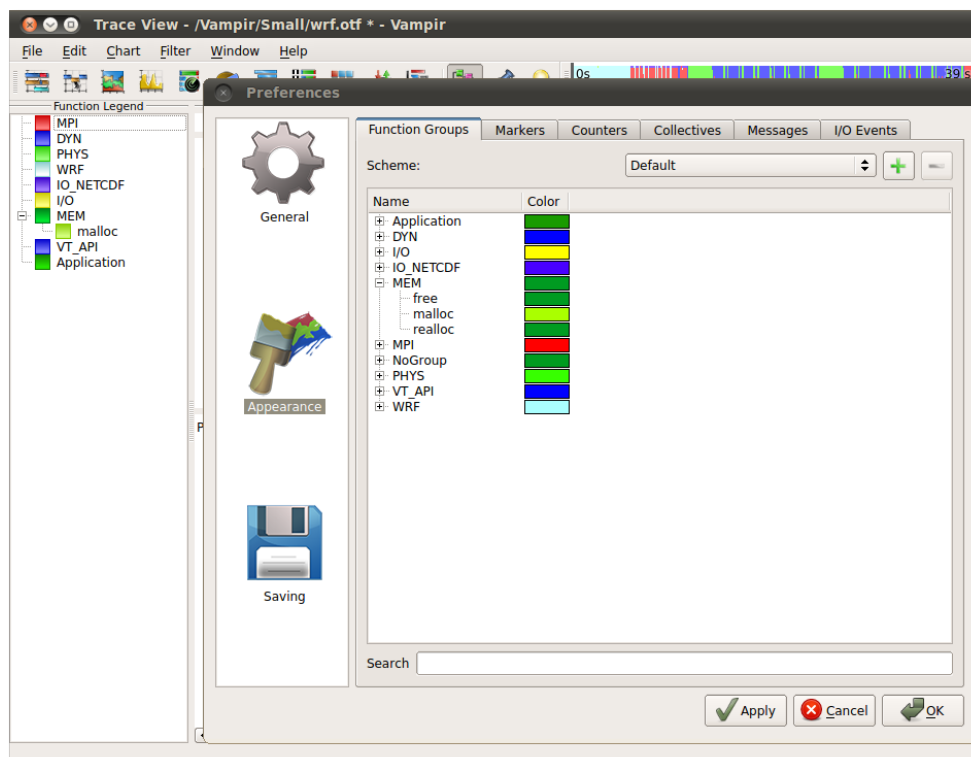 Trace View - /Vampir/Small/wrf.otf * - Vampir
File Edit Chart Filter Window Help
0s 39 s
Function Legend
MPI
DYN
PHYS
WRF
IO_NETCDF
I/O
MEM
malloc
VT_API
Application
Preferences
General
Appearance
Saving
Function Groups Markers Counters Collectives Messages I/O Events
Scheme: Default
Name Color
Application
DYN
I/O
IO_NETCDF
MEM
free
malloc
realloc
MPI
NoGroup
PHYS
VT_API
WRF
Search
Apply Cancel OK